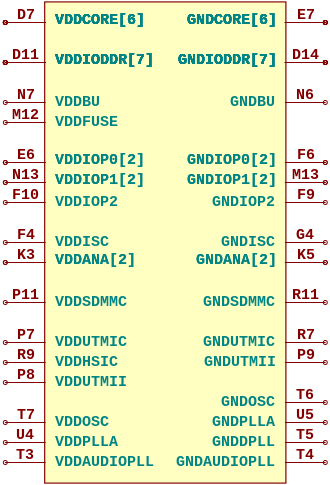 D7 VDDCORE[6] GNDCORE[6] E7
D11 VDDIODDR[7] GNDIODDR[7] D14
N7 VDDBU GNDBU N6
M12 VDDFUSE
E6 VDDIOP0[2] GNDIOP0[2] F6
N13 VDDIOP1[2] GNDIOP1[2] M13
F10 VDDIOP2 GNDIOP2 F9
F4 VDDISC GNDISC G4
K3 VDDANA[2] GNDANA[2] K5
P11 VDDSDMMC GNDSDMMC R11
P7 VDDUTMIC GNDUTMIC R7
R9 VDDHSIC GNDUTMII P9
P8 VDDUTMII
GNDOSC T6
T7 VDDOSC GNDPLLA U5
U4 VDDPLLA GNDDPLL T5
T3 VDDAUDIOPLL GNDAUDIOPLL T4